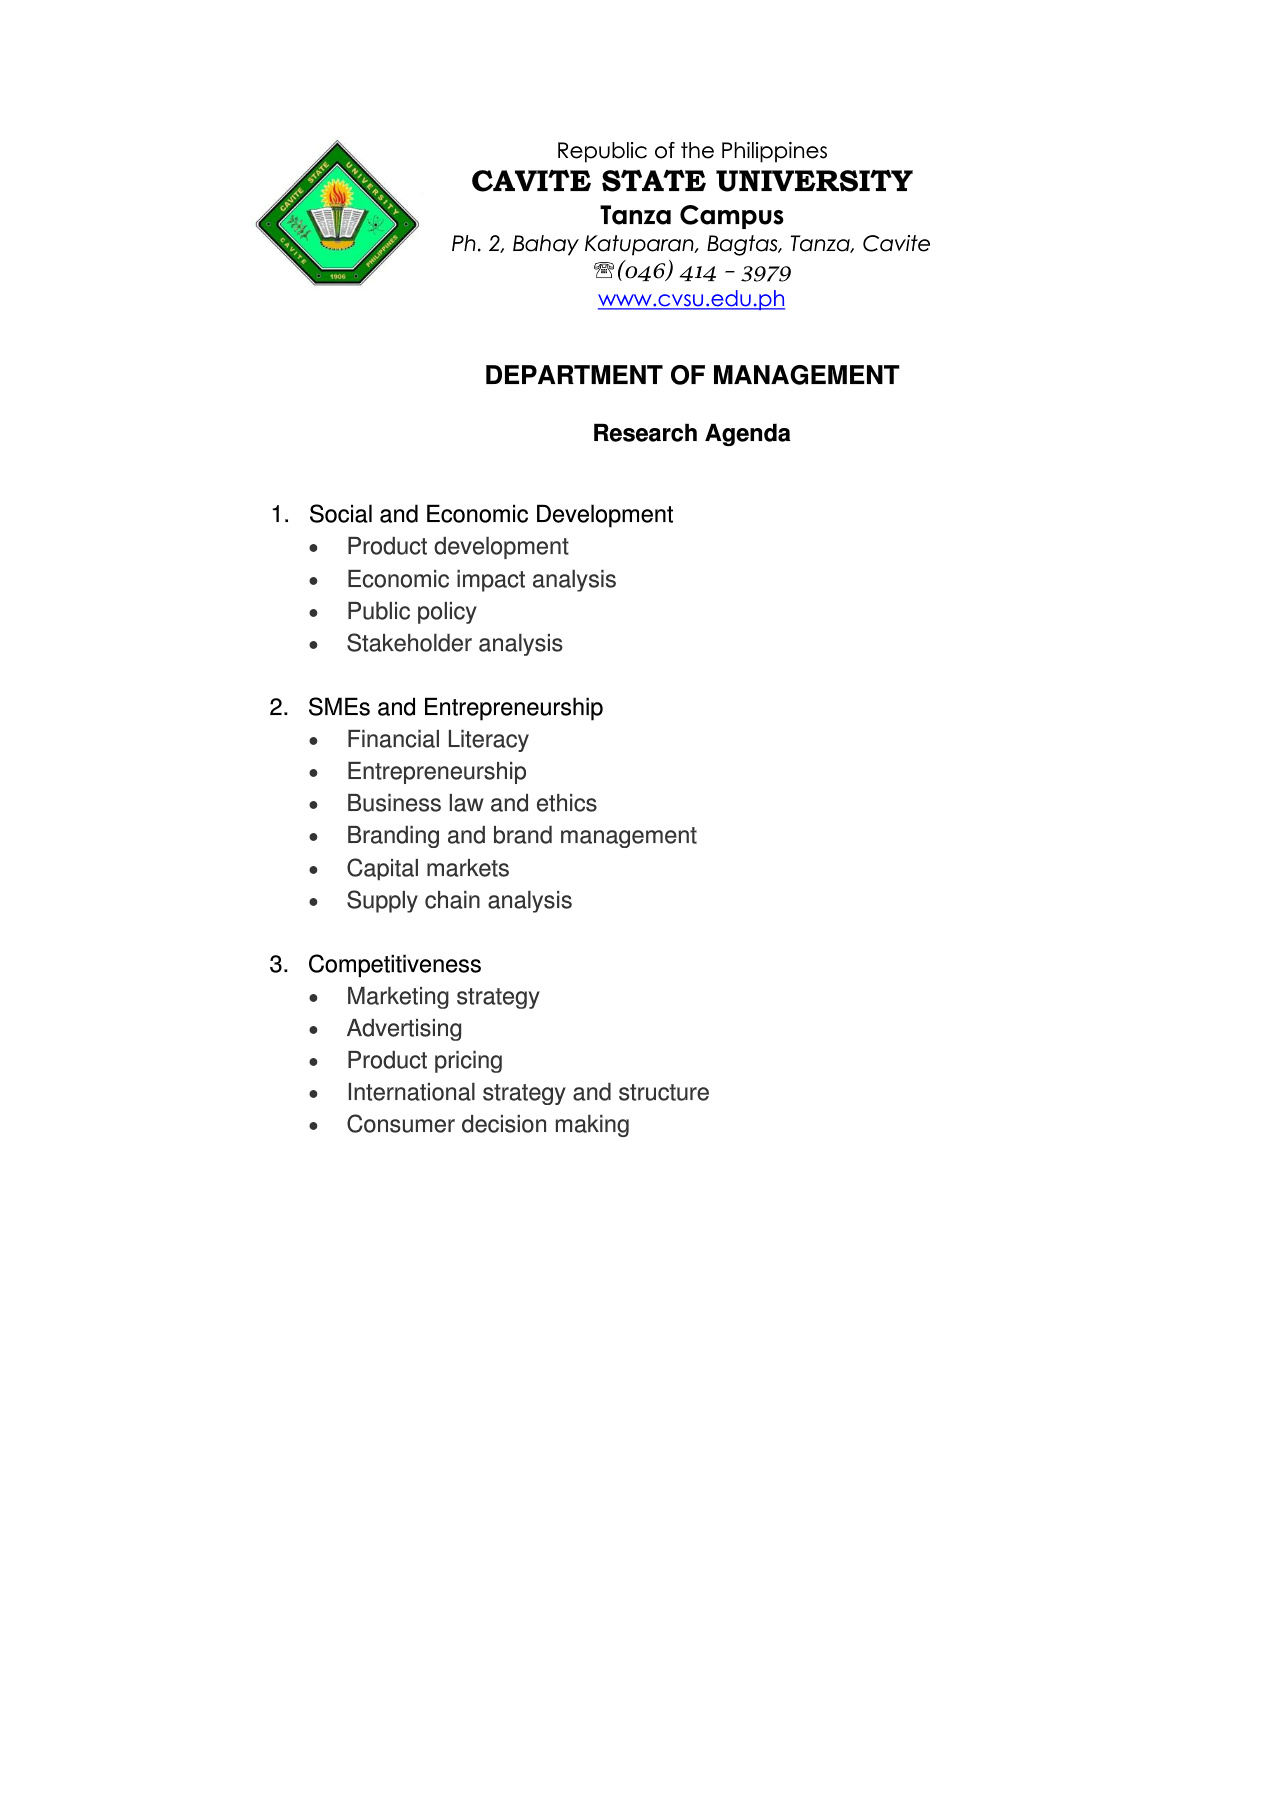 CAVITE STATE UNIVERSITY
CAVITE
PHILIPPINES
1906
Republic of the Philippines
CAVITE STATE UNIVERSITY
Tanza Campus
Ph. 2, Bahay Katuparan, Bagtas, Tanza, Cavite
☎(046) 414 – 3979
www.cvsu.edu.ph
DEPARTMENT OF MANAGEMENT
Research Agenda
1. Social and Economic Development
• Product development
• Economic impact analysis
• Public policy
• Stakeholder analysis
2. SMEs and Entrepreneurship
• Financial Literacy
• Entrepreneurship
• Business law and ethics
• Branding and brand management
• Capital markets
• Supply chain analysis
3. Competitiveness
• Marketing strategy
• Advertising
• Product pricing
• International strategy and structure
• Consumer decision making